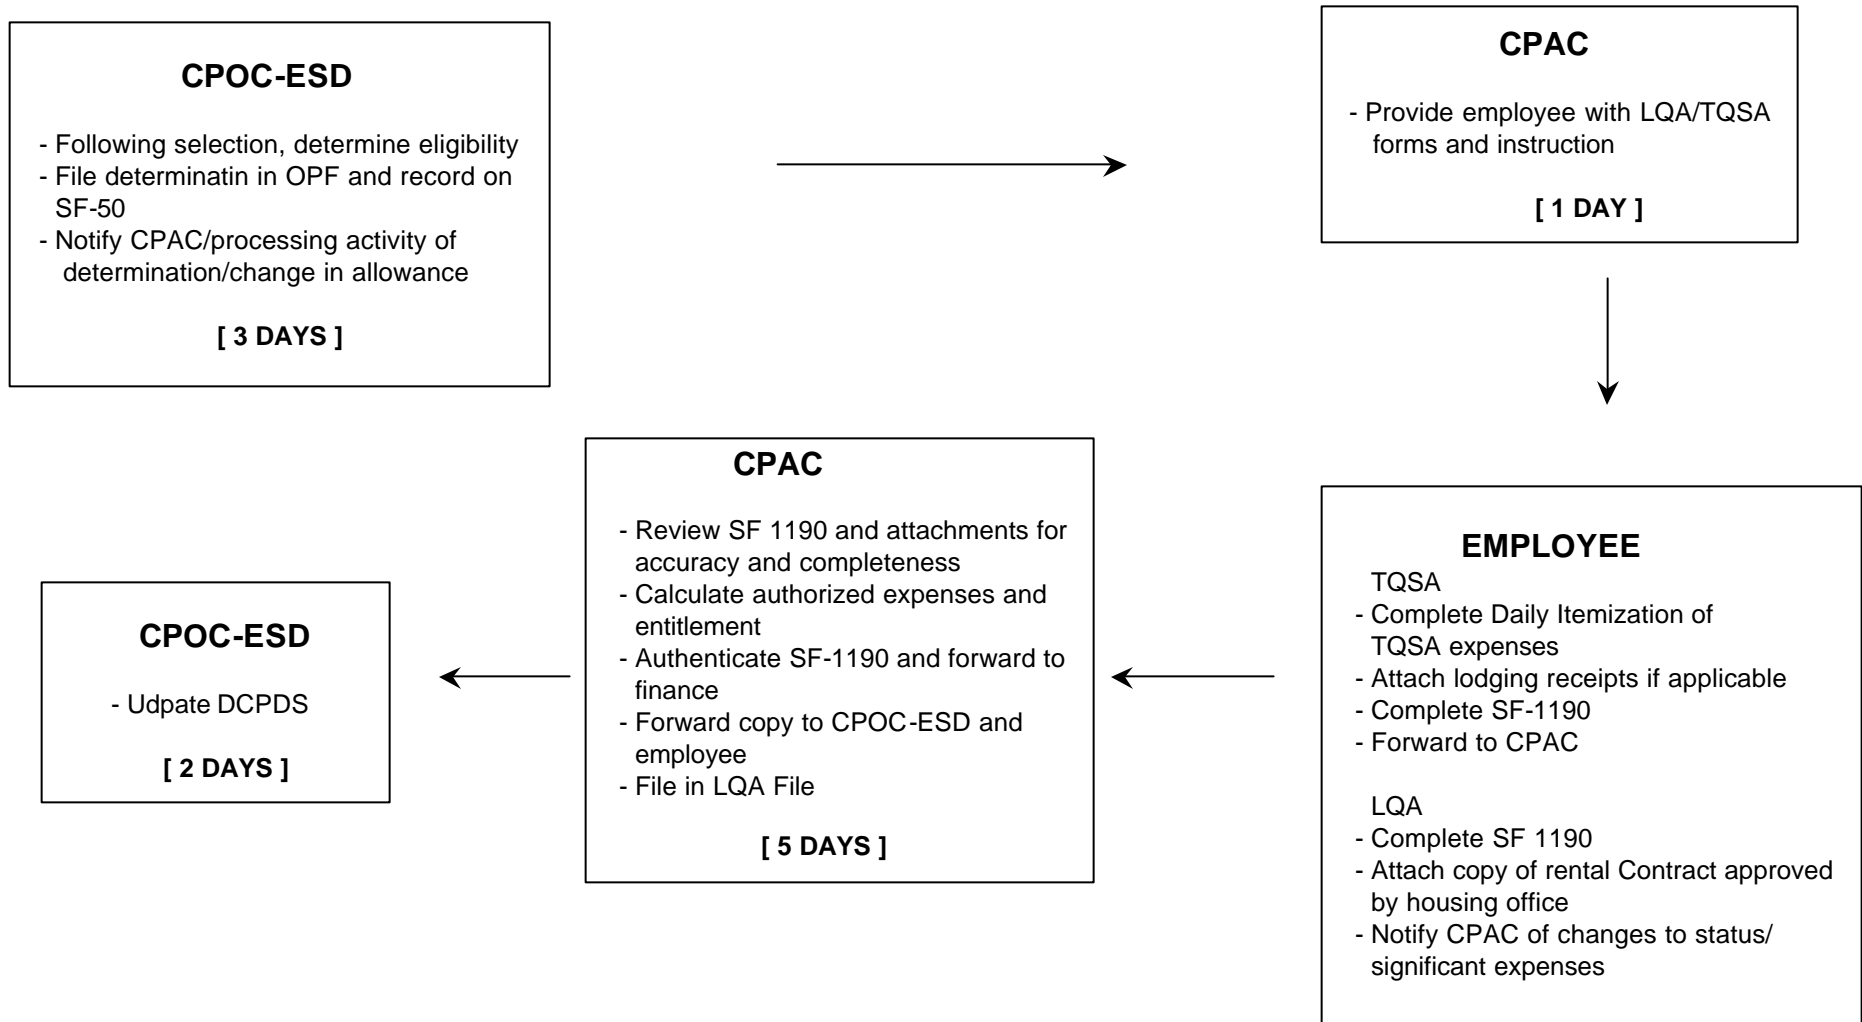 CPOC-ESD
- Following selection, determine eligibility
- File determinatin in OPF and record on
SF-50
- Notify CPAC/processing activity of
determination/change in allowance
[ 3 DAYS ]
CPAC
- Provide employee with LQA/TQSA
forms and instruction
[ 1 DAY ]
EMPLOYEE
TQSA
- Complete Daily Itemization of
TQSA expenses
- Attach lodging receipts if applicable
- Complete SF-1190
- Forward to CPAC
LQA
- Complete SF 1190
- Attach copy of rental Contract approved
by housing office
- Notify CPAC of changes to status/
significant expenses
CPAC
- Review SF 1190 and attachments for
accuracy and completeness
- Calculate authorized expenses and
entitlement
- Authenticate SF-1190 and forward to
finance
- Forward copy to CPOC-ESD and
employee
- File in LQA File
[ 5 DAYS ]
CPOC-ESD
- Udpate DCPDS
[ 2 DAYS ]